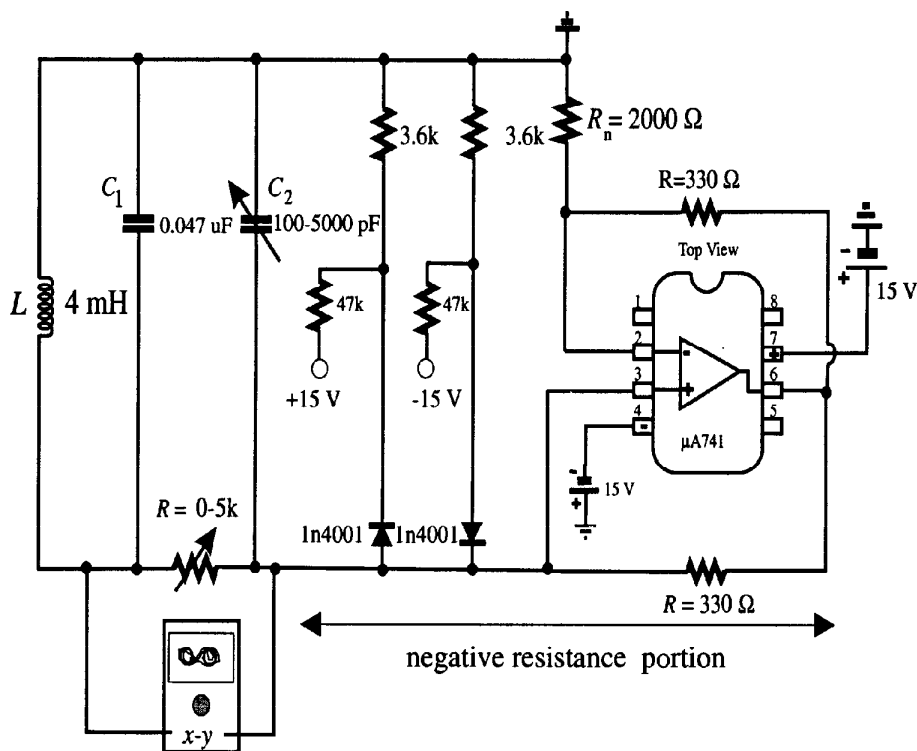 3.6k
3.6k
Rn = 2000 Ω
R=330 Ω
C1
0.047 uF
C2
100-5000 pF
Top View
-
+
15 V
L
4 mH
47k
47k
+15 V
-15 V
1
2
3
4
8
7
6
5
-
+
+
-
µA741
-
+
15 V
R = 0-5k
1n4001
1n4001
R = 330 Ω
negative resistance portion
x-y